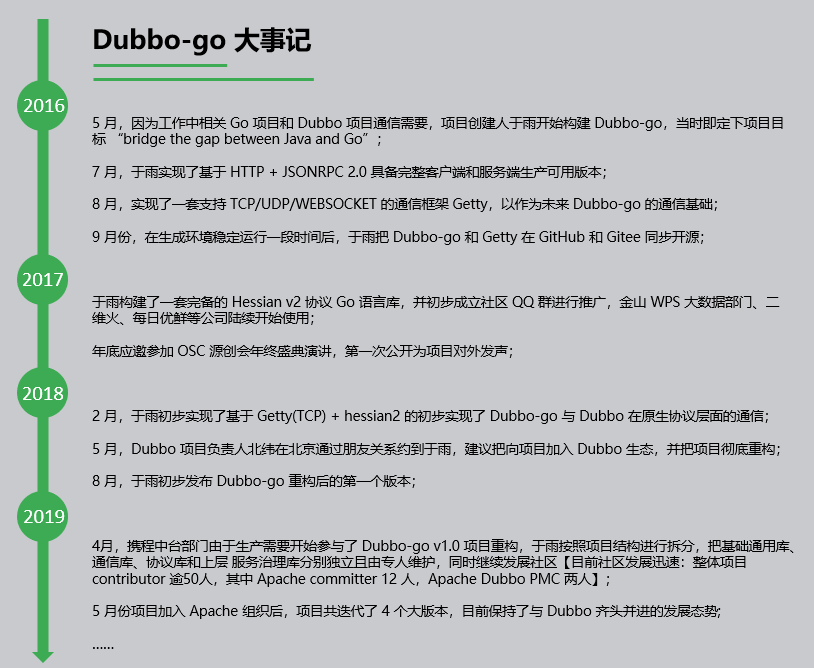 Dubbo-go 大事记
2016
5 月，因为工作中相关 Go 项目和 Dubbo 项目通信需要，项目创建人于雨开始构建 Dubbo-go，当时即定下项目目
标 “bridge the gap between Java and Go”；
7 月，于雨实现了基于 HTTP + JSONRPC 2.0 具备完整客户端和服务端生产可用版本；
8 月，实现了一套支持 TCP/UDP/WEBSOCKET 的通信框架 Getty，以作为未来 Dubbo-go 的通信基础；
9 月份，在生成环境稳定运行一段时间后，于雨把 Dubbo-go 和 Getty 在 GitHub 和 Gitee 同步开源；
2017
于雨构建了一套完备的 Hessian v2 协议 Go 语言库，并初步成立社区 QQ 群进行推广，金山 WPS 大数据部门、二
维火、每日优鲜等公司陆续开始使用；
年底应邀参加 OSC 源创会年终盛典演讲，第一次公开为项目对外发声；
2018
2 月，于雨初步实现了基于 Getty(TCP) + hessian2 的初步实现了 Dubbo-go 与 Dubbo 在原生协议层面的通信；
5 月，Dubbo 项目负责人北纬在北京通过朋友关系约到于雨，建议把向项目加入 Dubbo 生态，并把项目彻底重构；
8 月，于雨初步发布 Dubbo-go 重构后的第一个版本；
2019
4月，携程中台部门由于生产需要开始参与了 Dubbo-go v1.0 项目重构，于雨按照项目结构进行拆分，把基础通用库、
通信库、协议库和上层 服务治理库分别独立且由专人维护，同时继续发展社区【目前社区发展迅速：整体项目
contributor 逾50人，其中 Apache committer 12 人，Apache Dubbo PMC 两人】；
5 月份项目加入 Apache 组织后，项目共迭代了 4 个大版本，目前保持了与 Dubbo 齐头并进的发展态势;
......